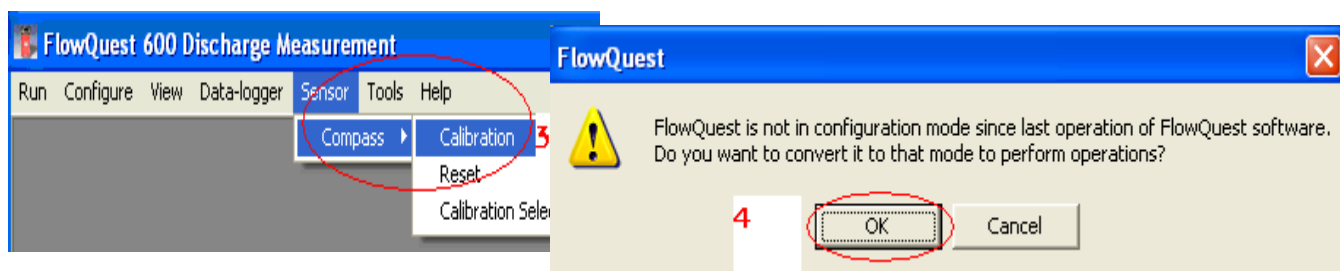 FlowQuest 600 Discharge Measurement
Run Configure View Data-logger Sensor Tools Help
Compass Calibration 3
Reset
Calibration
FlowQuest
FlowQuest is not in configuration mode since last operation of FlowQuest software.
Do you want to convert it to that mode to perform operations?
4 OK Cancel